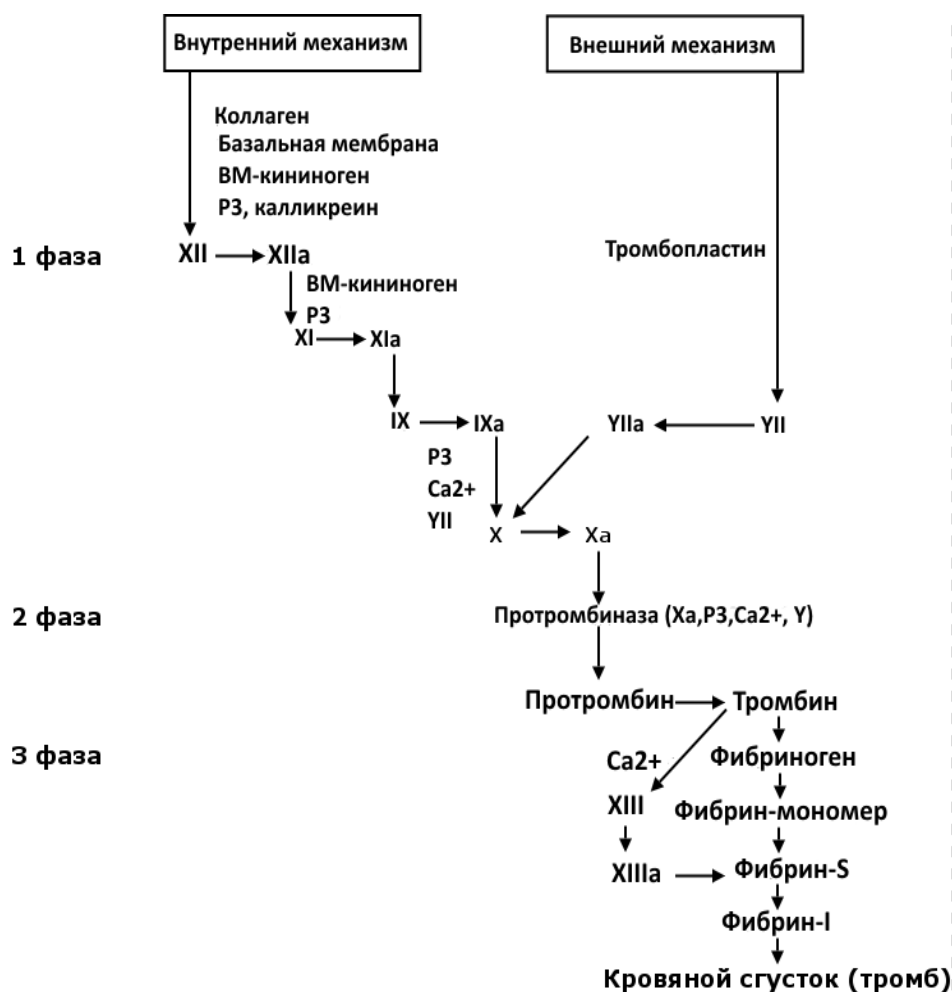 Внутренний механизм
Внешний механизм
Коллаген
Базальная мембрана
ВМ-кининоген
Р3, калликреин
1 фаза
XII
XIIa
Тромбопластин
ВМ-кининоген
Р3
XI
XIa
IX
IXa
YIIa
YII
Р3
Ca2+
YII
X
Xa
2 фаза
Протромбиназа (Xa,P3,Ca2+, Y)
Протромбин
Тромбин
3 фаза
Ca2+
Фибриноген
XIII
Фибрин-мономер
XIIIa
Фибрин-S
Фибрин-I
Кровяной сгусток (тромб)